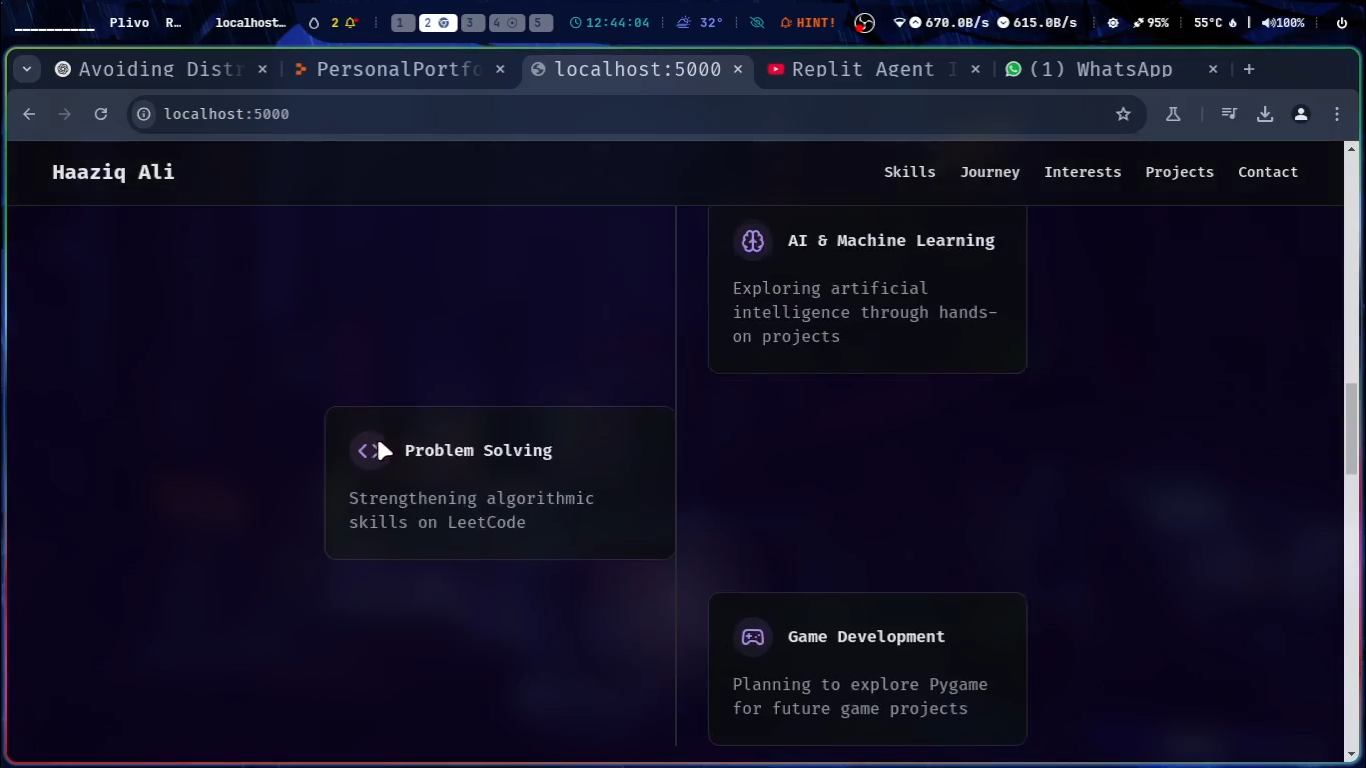 __________ Plivo R… localhost… 2 1 2 3 4 5 12:44:04 32° HINT! 670.0B/s 615.0B/s 95% 55°C 100%
Avoiding Distr PersonalPortfo localhost:5000 Replit Agent I (1) WhatsApp
localhost:5000
Haaziq Ali Skills Journey Interests Projects Contact
AI & Machine Learning
Exploring artificial
intelligence through hands-
on projects
Problem Solving
Strengthening algorithmic
skills on LeetCode
Game Development
Planning to explore Pygame
for future game projects